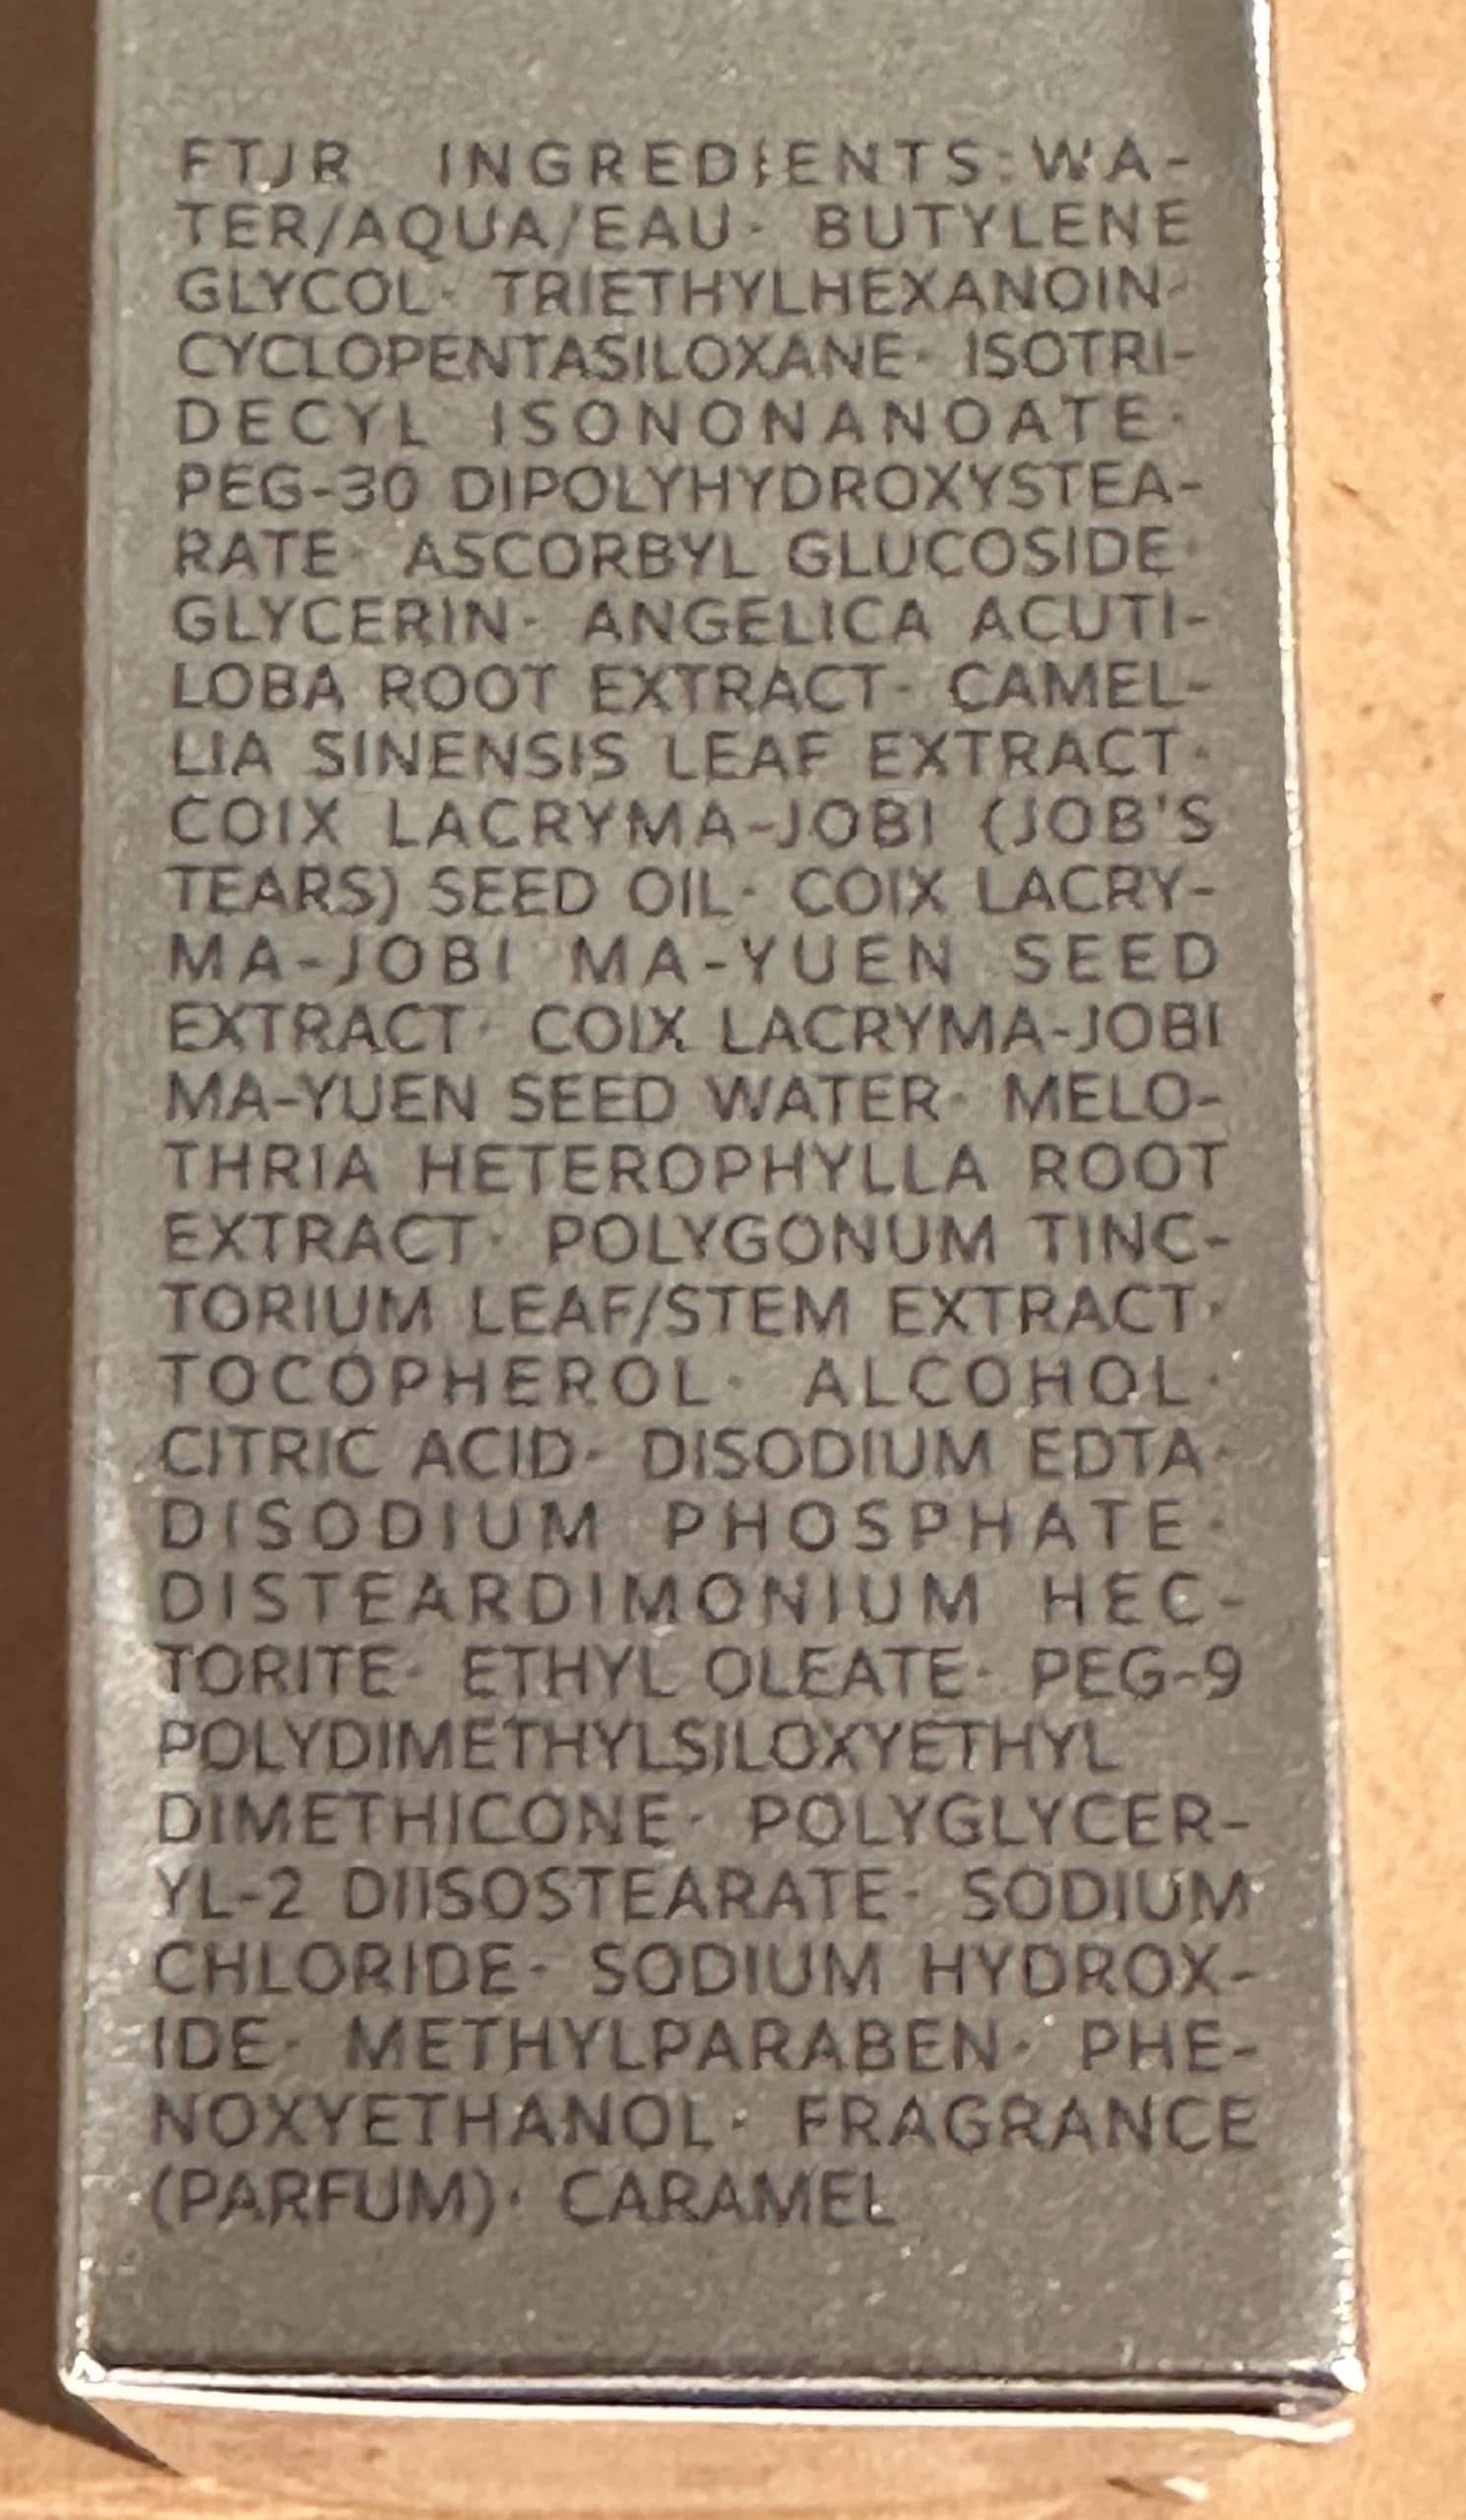 FTJR INGREDIENTS:WA-
TER/AQUA/EAU· BUTYLENE
GLYCOL· TRIETHYLHEXANOIN·
CYCLOPENTASILOXANE· ISOTRI-
DECYL ISONONANOATE·
PEG-30 DIPOLYHYDROXYSTEA-
RATE· ASCORBYL GLUCOSIDE·
GLYCERIN· ANGELICA ACUTI-
LOBA ROOT EXTRACT· CAMEL-
LIA SINENSIS LEAF EXTRACT·
COIX LACRYMA-JOBI (JOB'S
TEARS) SEED OIL· COIX LACRY-
MA-JOBI MA-YUEN SEED
EXTRACT· COIX LACRYMA-JOBI
MA-YUEN SEED WATER· MELO-
THRIA HETEROPHYLLA ROOT
EXTRACT· POLYGONUM TINC-
TORIUM LEAF/STEM EXTRACT·
TOCOPHEROL· ALCOHOL·
CITRIC ACID· DISODIUM EDTA·
DISODIUM PHOSPHATE·
DISTEARDIMONIUM HEC-
TORITE· ETHYL OLEATE· PEG-9
POLYDIMETHYLSILOXYETHYL
DIMETHICONE· POLYGLYCER-
YL-2 DIISOSTEARATE· SODIUM
CHLORIDE· SODIUM HYDROX-
IDE· METHYLPARABEN· PHE-
NOXYETHANOL· FRAGRANCE
(PARFUM)· CARAMEL